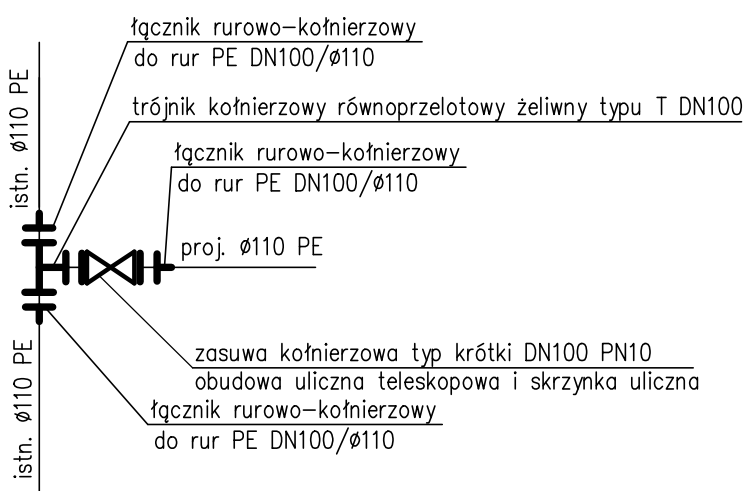 łącznik rurowo-kołnierzowy
do rur PE DN100/ø110
istn. ø110 PE
trójnik kołnierzowy równoprzelotowy żeliwny typu T DN100
łącznik rurowo-kołnierzowy
do rur PE DN100/ø110
proj. ø110 PE
zasuwa kołnierzowa typ krótki DN100 PN10
obudowa uliczna teleskopowa i skrzynka uliczna
istn. ø110 PE
łącznik rurowo-kołnierzowy
do rur PE DN100/ø110